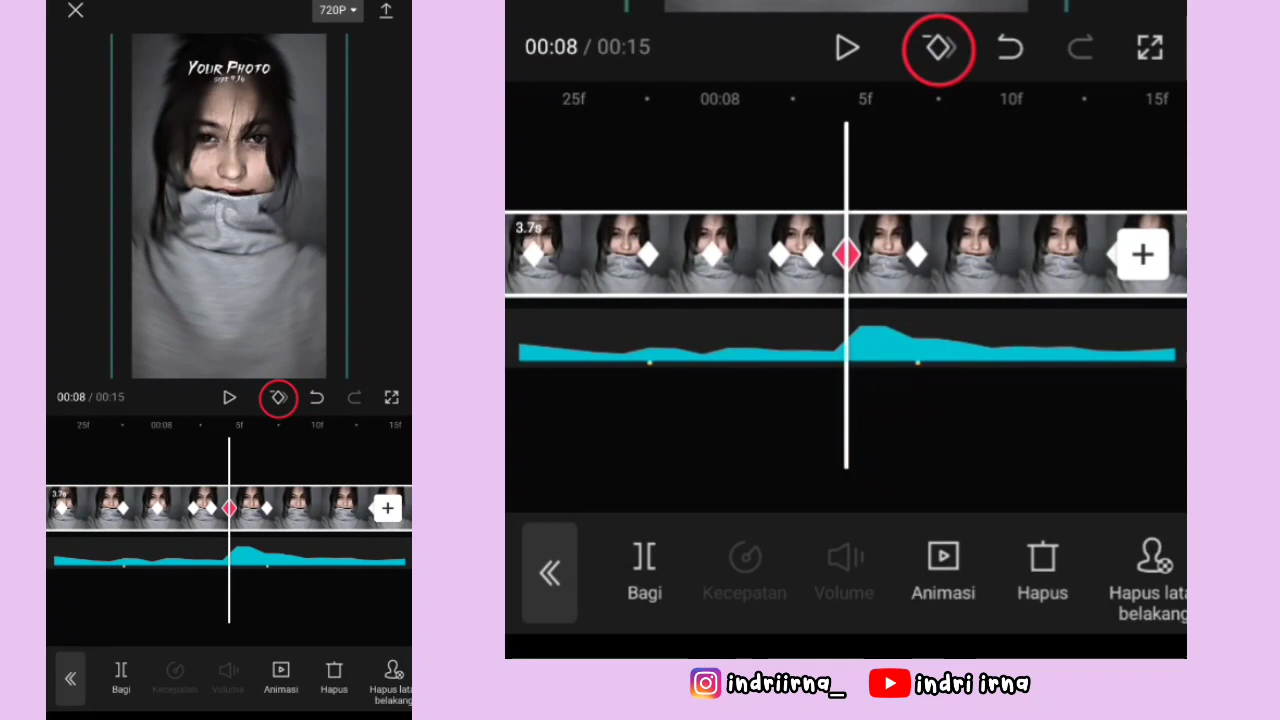 720P
YOUR PHOTO
00:08 / 00:15
25f 00:08 5f 10f 15f
3.7s
Bagi Kecepatan Volume Animasi Hapus Hapus lata
belakang
00:08 / 00:15
25f 00:08 5f 10f 15f
3.7s
Bagi Kecepatan Volume Animasi Hapus Hapus lata
belakang
indriirna_ indri irna